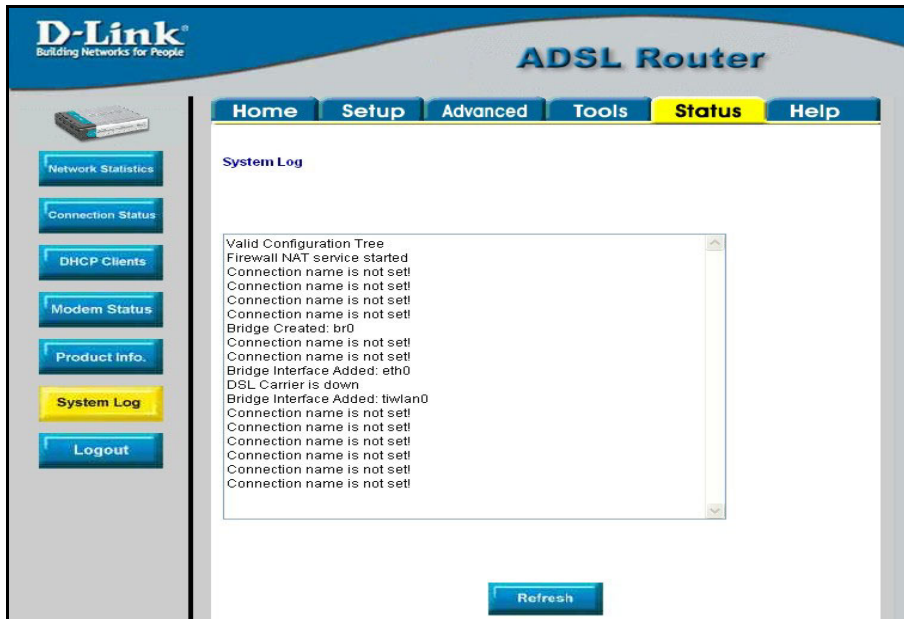 D-Link®
Building Networks for People
ADSL Router
Home Setup Advanced Tools Status Help
Network Statistics
Connection Status
DHCP Clients
Modem Status
Product Info.
System Log
Logout
System Log
Valid Configuration Tree
Firewall NAT service started
Connection name is not set!
Connection name is not set!
Connection name is not set!
Connection name is not set!
Bridge Created: br0
Connection name is not set!
Connection name is not set!
Bridge Interface Added: eth0
DSL Carrier is down
Bridge Interface Added: tiwlan0
Connection name is not set!
Connection name is not set!
Connection name is not set!
Connection name is not set!
Connection name is not set!
Connection name is not set!
Refresh